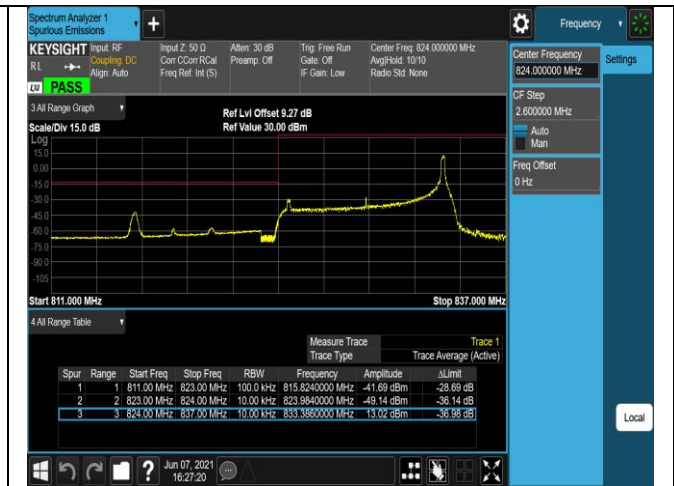 Spectrum Analyzer 1
Spurious Emissions
Frequency
KEYSIGHT Input: RF Input Z: 50 Ω Atten: 30 dB Trig: Free Run Center Freq: 824.000000 MHz
RL Coupling: DC Corr CCorr RCal Preamp: Off Gate: Off Avg|Hold: 10/10
Align: Auto Freq Ref: Int (S) IF Gain: Low Radio Std: None
LXI PASS
Center Frequency
824.000000 MHz
Settings
CF Step
2.600000 MHz
Auto
Man
Freq Offset
0 Hz
Local
3 All Range Graph
Ref Lvl Offset 9.27 dB
Scale/Div 15.0 dB Ref Value 30.00 dBm
Log
15.0
0.00
-15.0
-30.0
-45.0
-60.0
-75.0
-90.0
-105
Start 811.000 MHz Stop 837.000 MHz
4 All Range Table
Measure Trace Trace 1
Trace Type Trace Average (Active)
Spur Range Start Freq Stop Freq RBW Frequency Amplitude ΔLimit
1 1 811.00 MHz 823.00 MHz 100.0 kHz 815.8240000 MHz -41.69 dBm -28.69 dB
2 2 823.00 MHz 824.00 MHz 10.00 kHz 823.9840000 MHz -49.14 dBm -36.14 dB
3 3 824.00 MHz 837.00 MHz 10.00 kHz 833.3860000 MHz 13.02 dBm -36.98 dB
?
Jun 07, 2021
16:27:20